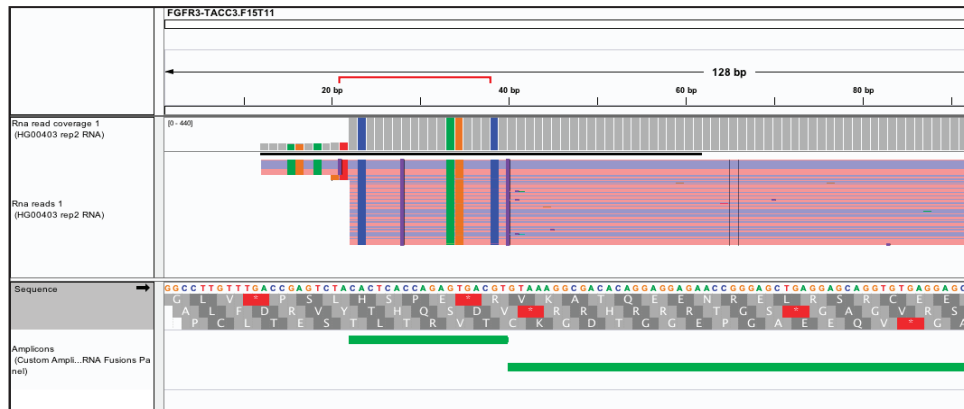 FGFR3-TACC3.F15T11
128 bp
20 bp 40 bp 60 bp 80 bp
Rna read coverage 1
(HG00403 rep2 RNA)
[0 - 440]
Rna reads 1
(HG00403 rep2 RNA)
Sequence
GGCCTTGTTTGACCGAGTCTACACTCACCAGAGTGACGTGTAAAGGCGACACAGGAGGAGAACCGGGAGCTGAGGAGCAGGTGTGAGGAGC
G L V * P S L H S P E * R V K A T Q E E N R E L R S R C E E
A L F D R V Y T H Q S D V * R R H R R R T G S * G A G V R S
P C L T E S T L T R V T C K G D T G G E P G A E E Q V * G A
Amplicons
(Custom Ampli...RNA Fusions Pa
nel)